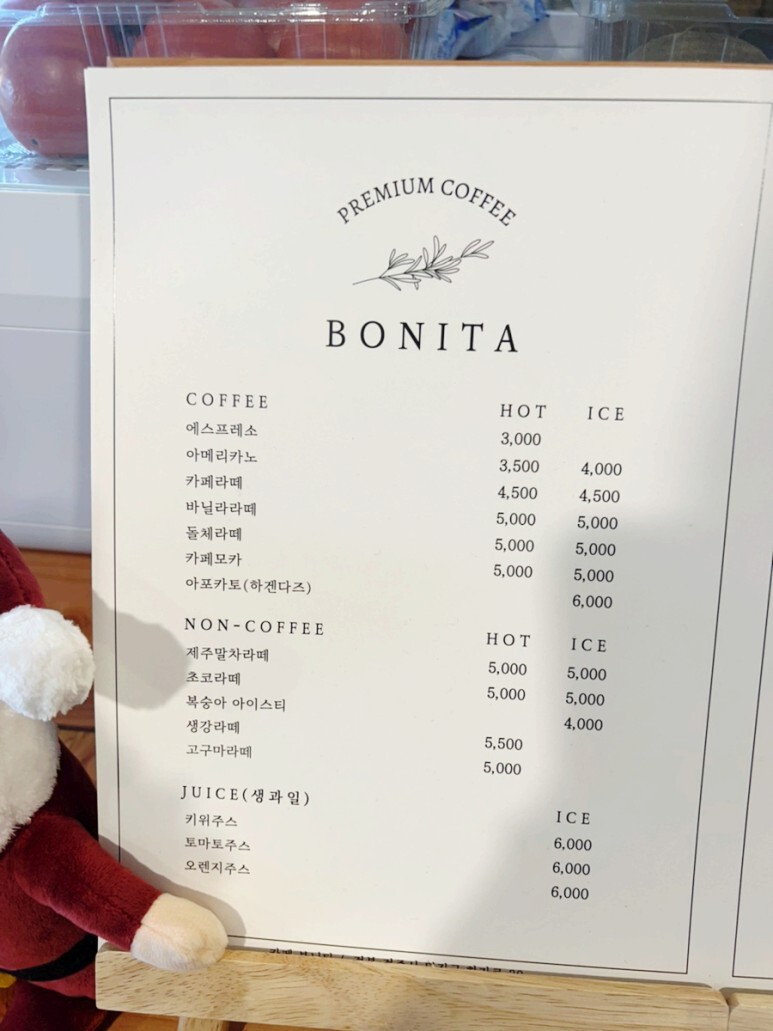 PREMIUM COFFEE
BONITA
COFFEE HOT ICE
에스프레소 3,000
아메리카노 3,500 4,000
카페라떼 4,500 4,500
바닐라라떼 5,000 5,000
돌체라떼 5,000 5,000
카페모카 5,000 5,000
아포카토(하겐다즈) 6,000
NON-COFFEE HOT ICE
제주말차라떼 5,000 5,000
초코라떼 5,000 5,000
복숭아 아이스티 4,000
생강라떼 5,500
고구마라떼 5,000
JUICE(생과일) ICE
키위주스 6,000
토마토주스 6,000
오렌지주스 6,000